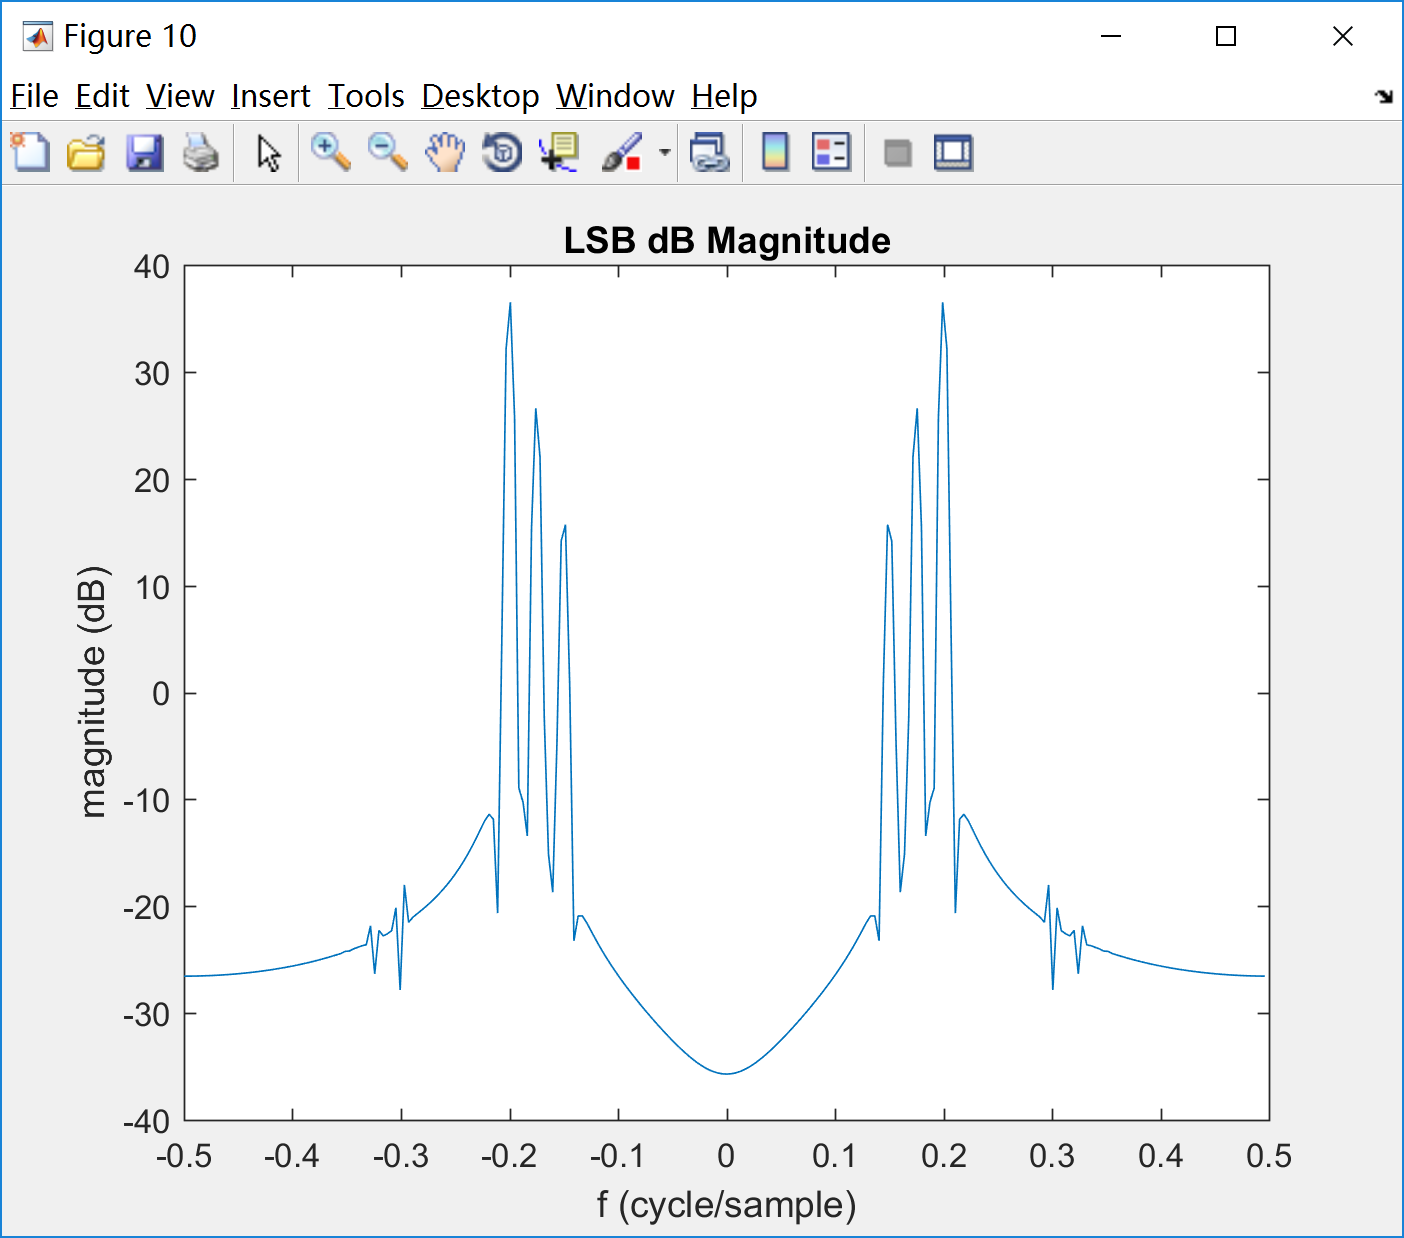 Figure 10
File Edit View Insert Tools Desktop Window Help
LSB dB Magnitude
40
30
20
10
0
-10
-20
-30
-40
magnitude (dB)
-0.5 -0.4 -0.3 -0.2 -0.1 0 0.1 0.2 0.3 0.4 0.5
f (cycle/sample)